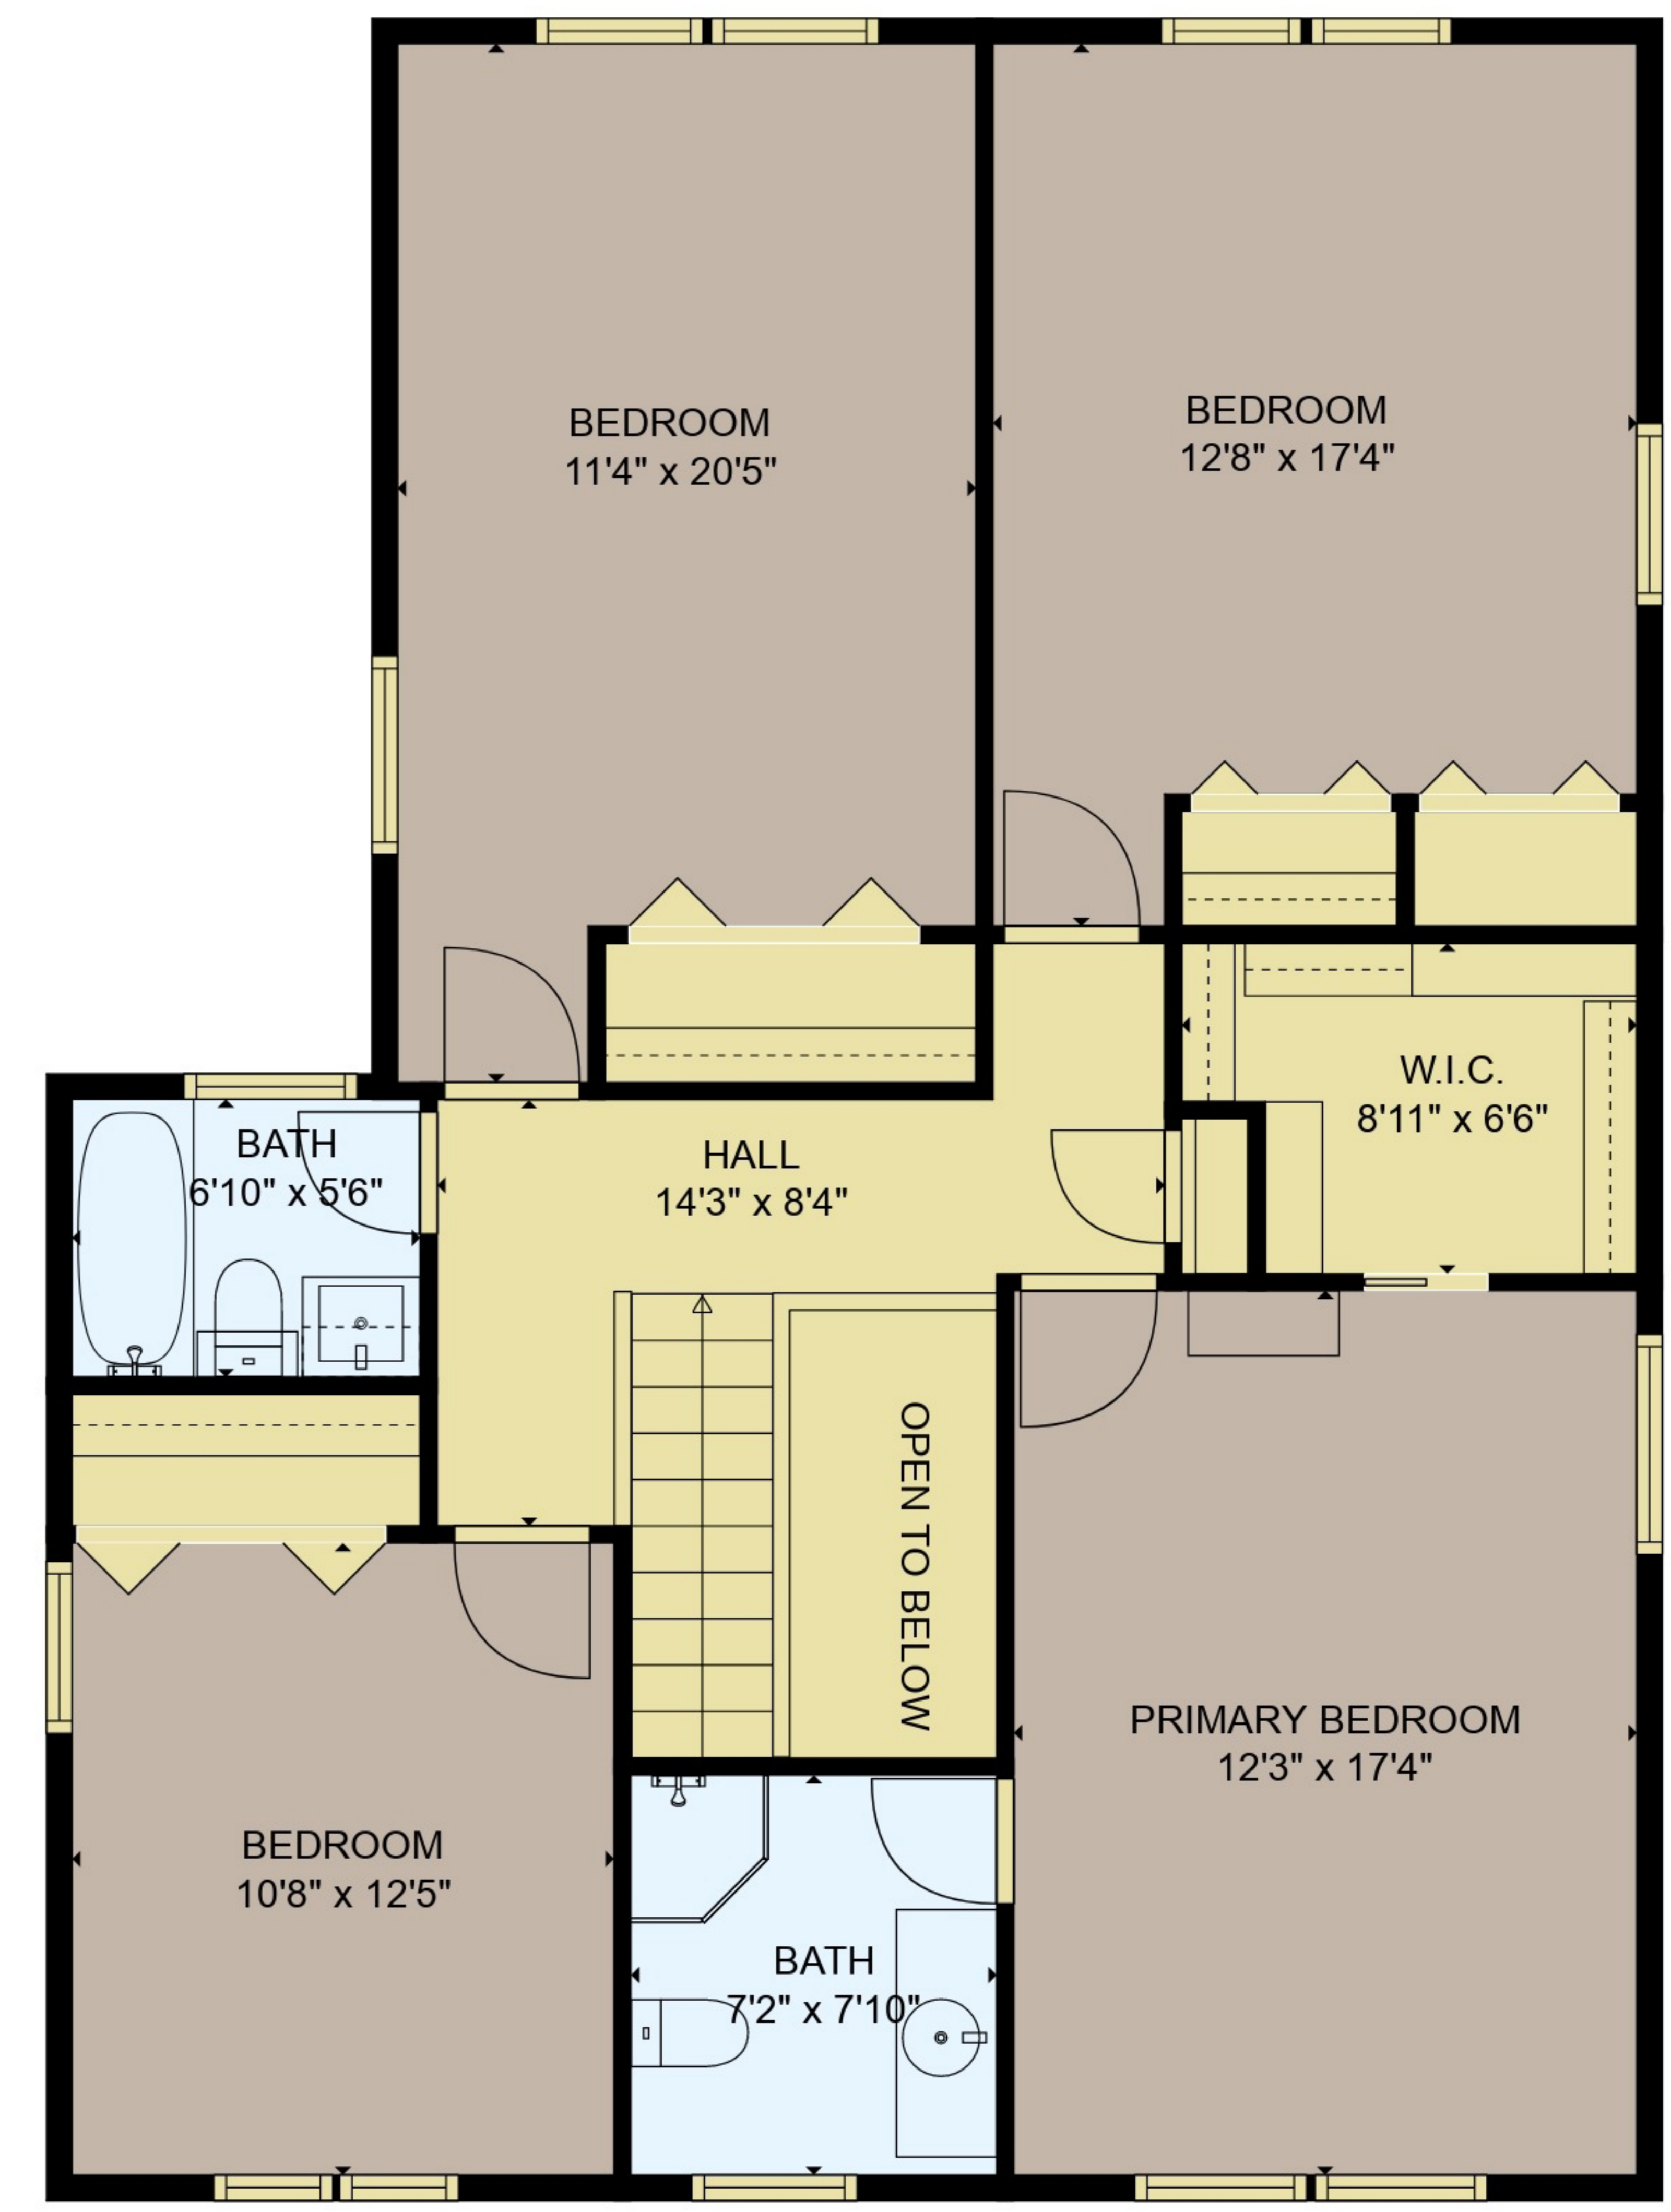 BEDROOM
11'4" x 20'5"
BEDROOM
12'8" x 17'4"
W.I.C.
8'11" x 6'6"
BATH
6'10" x 5'6"
HALL
14'3" x 8'4"
OPEN TO BELOW
PRIMARY BEDROOM
12'3" x 17'4"
BEDROOM
10'8" x 12'5"
BATH
7'2" x 7'10"